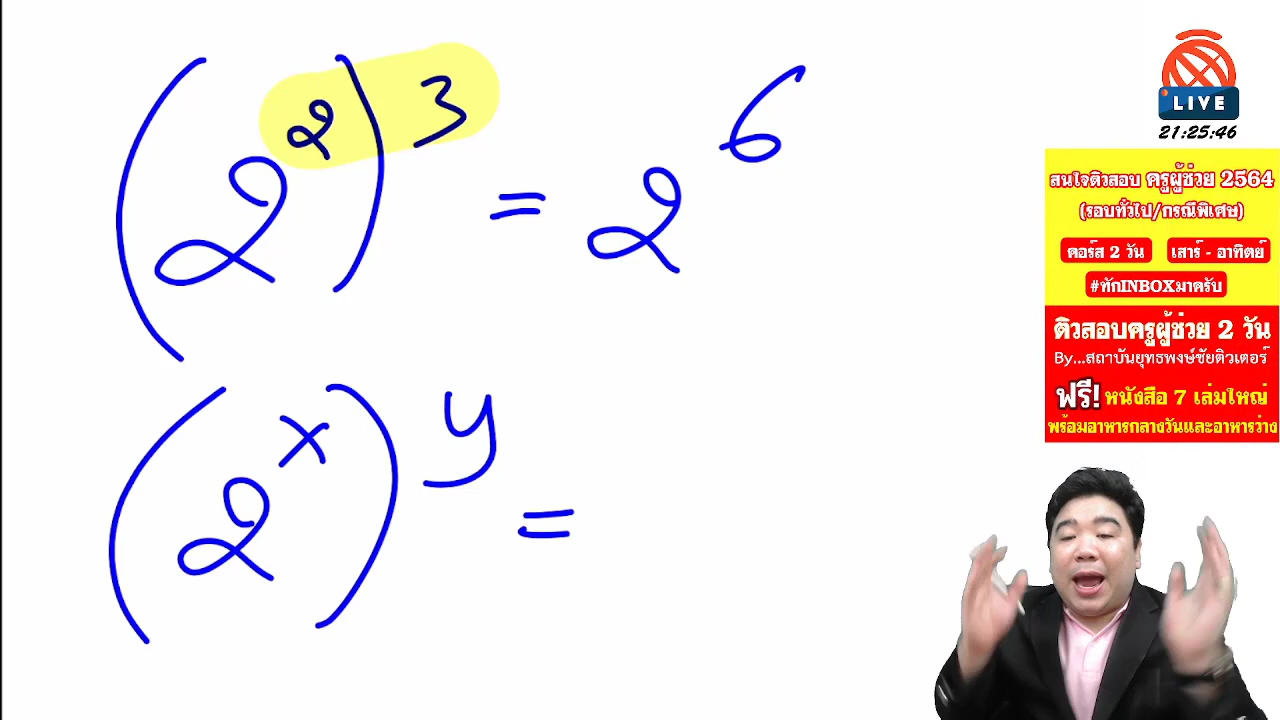 (2²)³ = 2⁶
(2ˣ)ʸ =
LIVE
21:25:46
สนใจติวสอบ ครูผู้ช่วย 2564
(รอบทั่วไป/กรณีพิเศษ)
คอร์ส 2 วัน เสาร์ - อาทิตย์
#ทักINBOXมาครับ
ติวสอบครูผู้ช่วย 2 วัน
By...สถาบันยุทธพงษ์ชัยติวเตอร์
ฟรี! หนังสือ 7 เล่มใหญ่
พร้อมอาหารกลางวันและอาหารว่าง